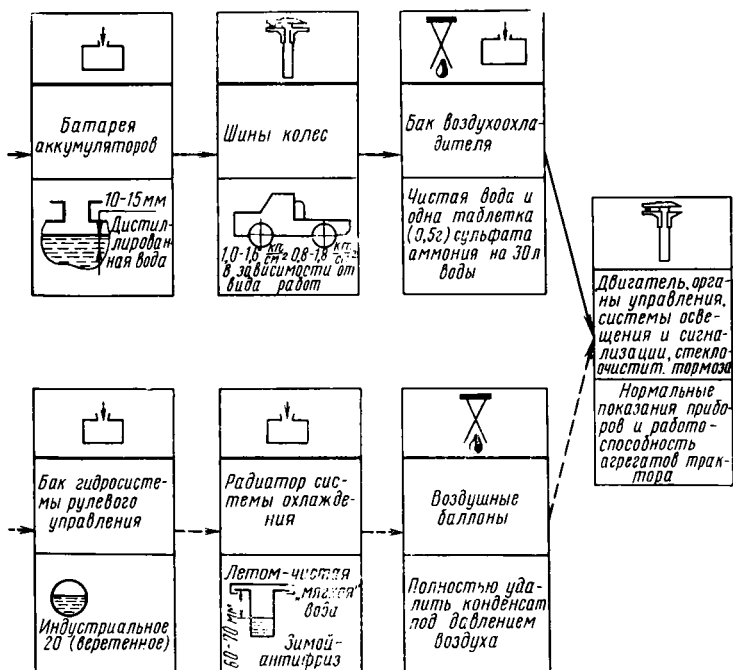 Батарея
аккумуляторов
10-15мм
Дистил-
лирован-
ная вода
Шины колес
1,0-1,6 кгс/см² 0,8-1,8 кгс/см²
в зависимости от
вида работ
Бак воздухоохла-
дителя
Чистая вода и
одна таблетка
(0,5г) сульфата
аммония на 30л
воды
Двигатель, орга-
ны управления,
системы осве-
щения и сигна-
лизации, стекло-
очистит. тормоза
Нормальные
показания прибо-
ров и работо-
способность
агрегатов трак-
тора
Бак гидросисте-
мы рулевого
управления
Индустриальное
20 (веретенное)
Радиатор сис-
темы охлажде-
ния
Летом-чистая
„мягкая"
вода
60-70 мм
Зимой-
антифриз
Воздушные
баллоны
Полностью уда-
лить конденсат
под давлением
воздуха